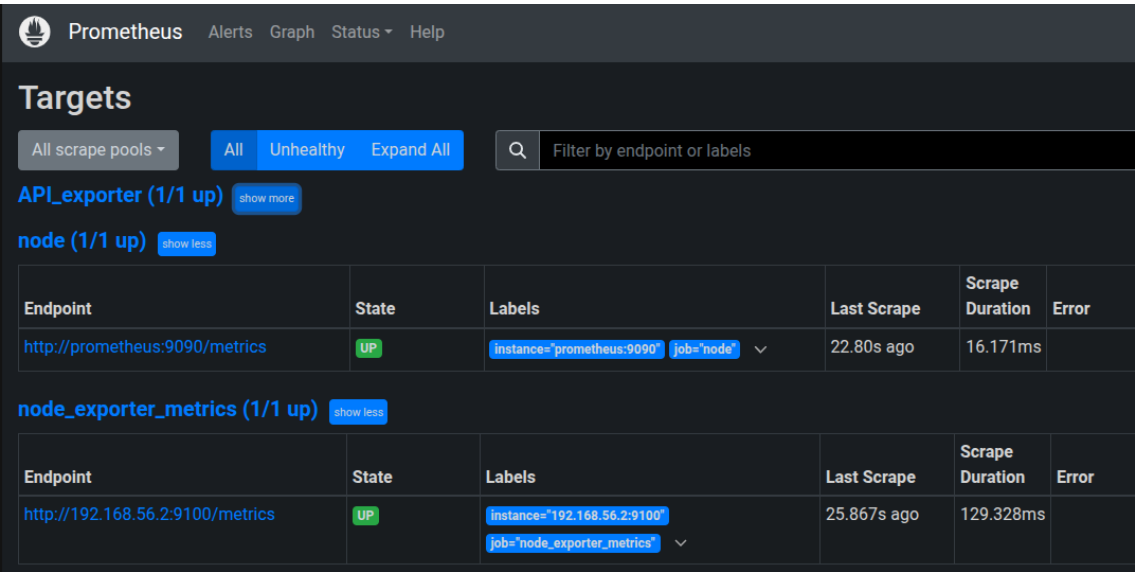 Prometheus Alerts Graph Status Help
Targets
All scrape pools All Unhealthy Expand All Filter by endpoint or labels
API_exporter (1/1 up) show more
node (1/1 up) show less
Endpoint State Labels Last Scrape Scrape Duration Error
http://prometheus:9090/metrics UP instance="prometheus:9090" job="node" 22.80s ago 16.171ms
node_exporter_metrics (1/1 up) show less
Endpoint State Labels Last Scrape Scrape Duration Error
http://192.168.56.2:9100/metrics UP instance="192.168.56.2:9100" 25.867s ago 129.328ms
job="node_exporter_metrics"